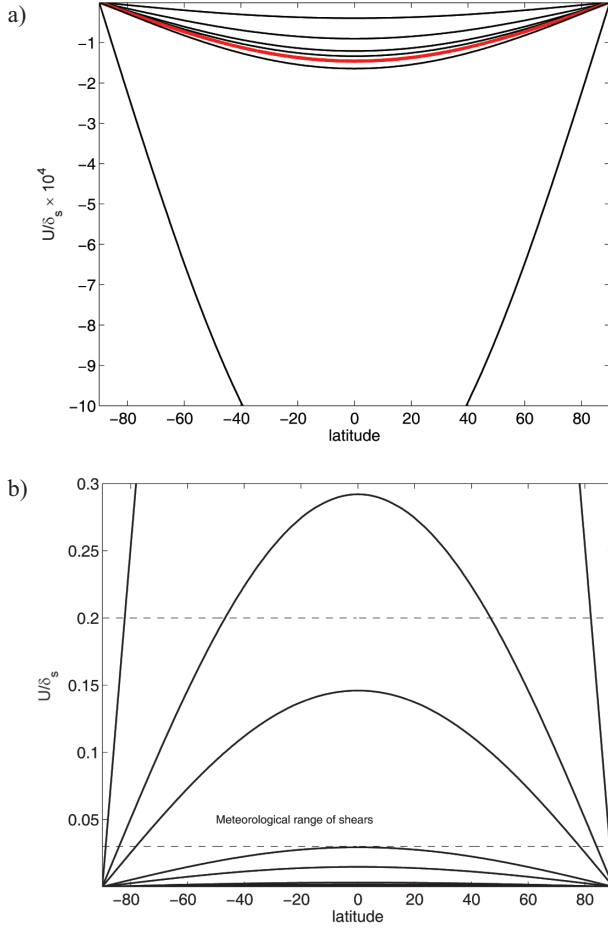 a)
−1
−2
−3
−4
−5
−6
−7
−8
−9
−10
U/δs × 10⁴
−80 −60 −40 −20 0 20 40 60 80
latitude
b)
0.3
0.25
0.2
0.15
0.1
0.05
U/δs
Meteorological range of shears
−80 −60 −40 −20 0 20 40 60 80
latitude